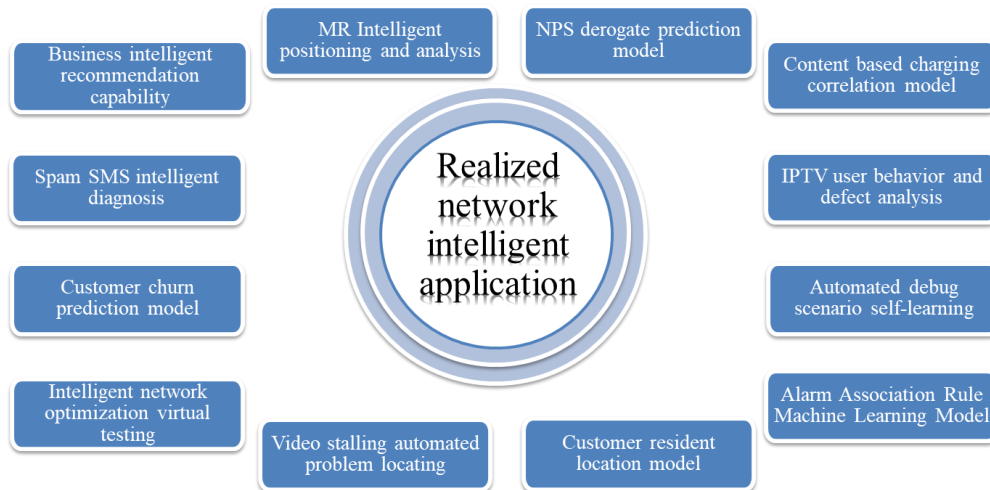 MR Intelligent
positioning and analysis
NPS derogate prediction
model
Business intelligent
recommendation
capability
Content based charging
correlation model
Realized
network
intelligent
application
Spam SMS intelligent
diagnosis
IPTV user behavior and
defect analysis
Customer churn
prediction model
Automated debug
scenario self-learning
Intelligent network
optimization virtual
testing
Alarm Association Rule
Machine Learning Model
Video stalling automated
problem locating
Customer resident
location model